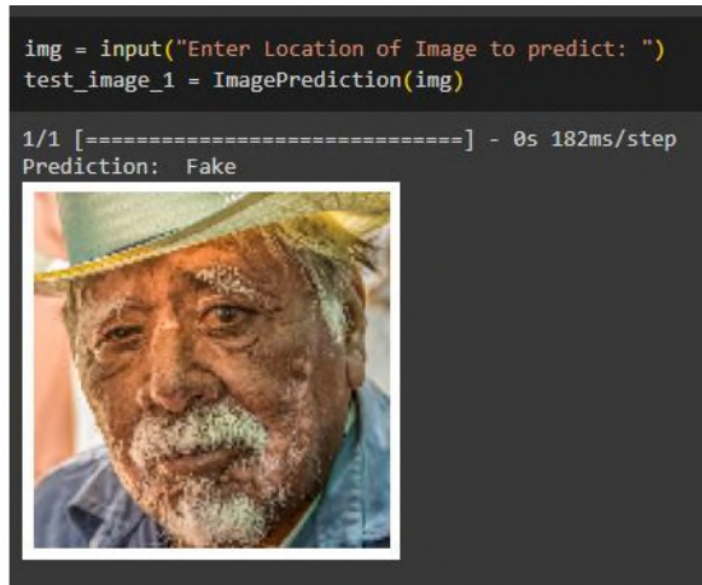 img = input("Enter Location of Image to predict: ")
test_image_1 = ImagePrediction(img)
1/1 [==============================] - 0s 182ms/step
Prediction:  Fake